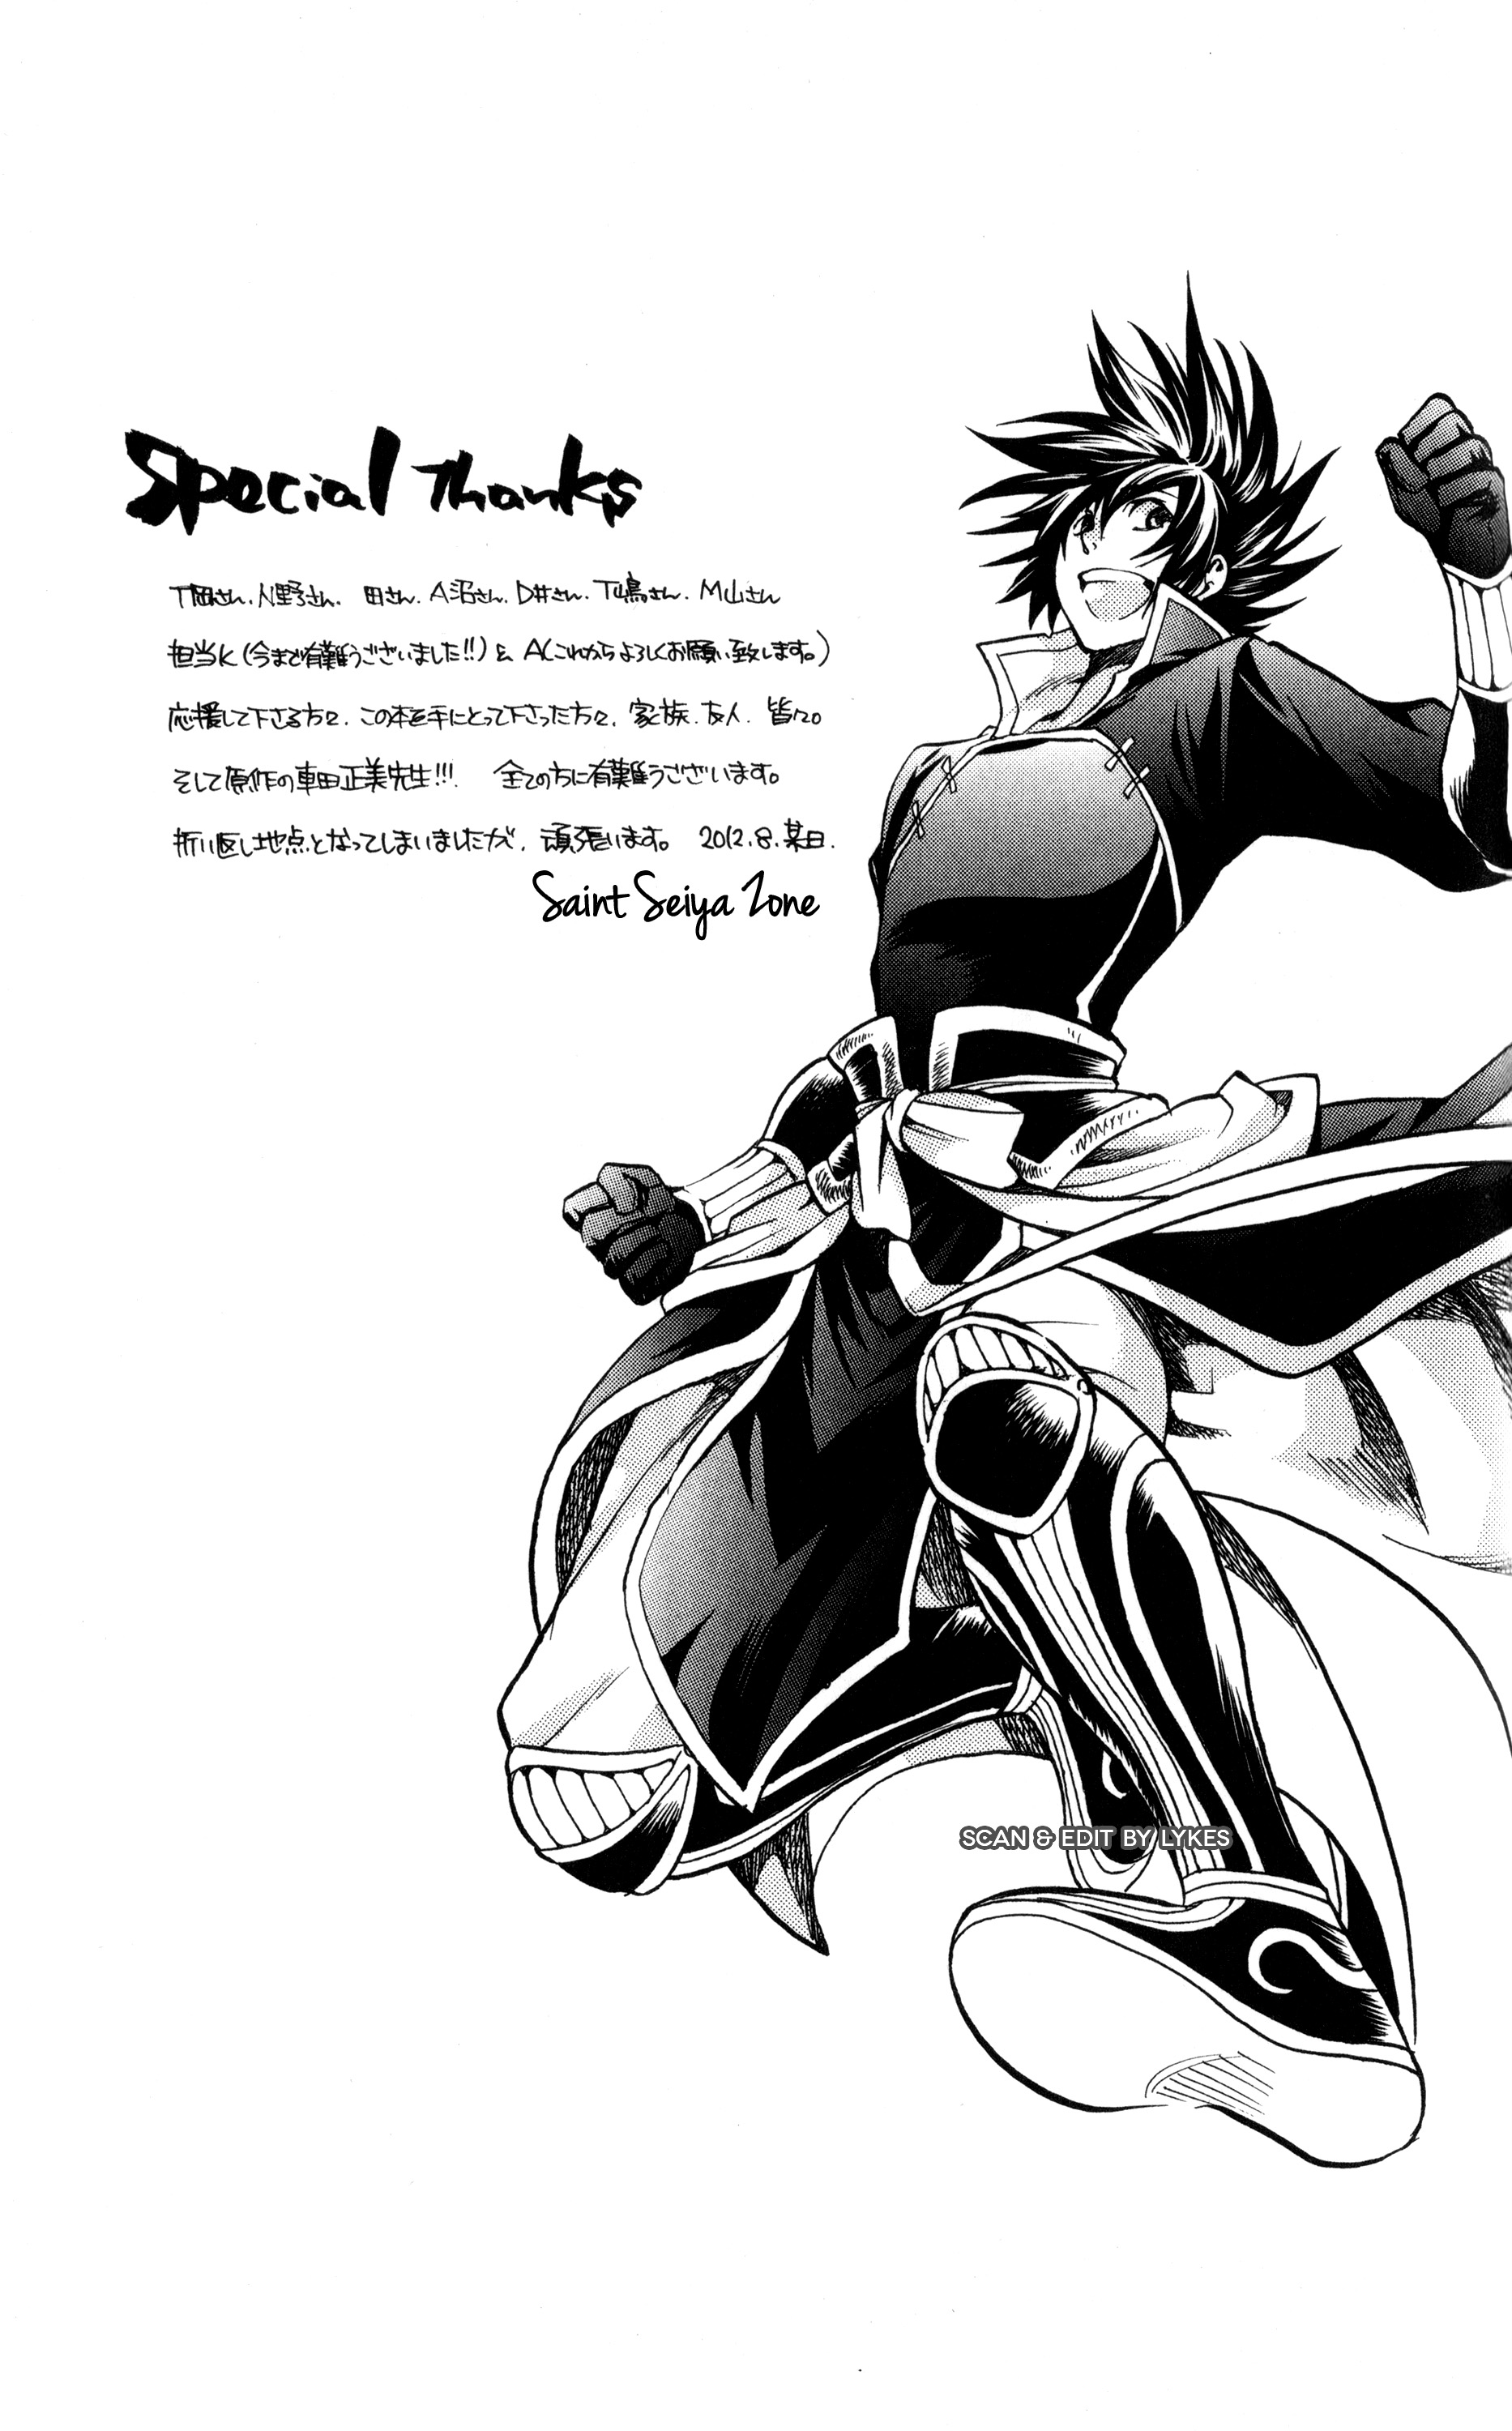 Special Thanks
T岡さん、N野さん、 田さん、A沼さん、D井さん、T嶋さん、M山さん
担当K(今まで有難うございました!!)& A(これからよろしくお願い致します。)
応援して下さる方々、この本を手にとって下さった方々、家族、友人、皆々。
そして原作の車田正美先生!!! 全ての方に有難うございます。
折り返し地点となってしまいましたが、頑張ります。 2012.8.某日.
Saint Seiya Zone
SCAN & EDIT BY LYKES